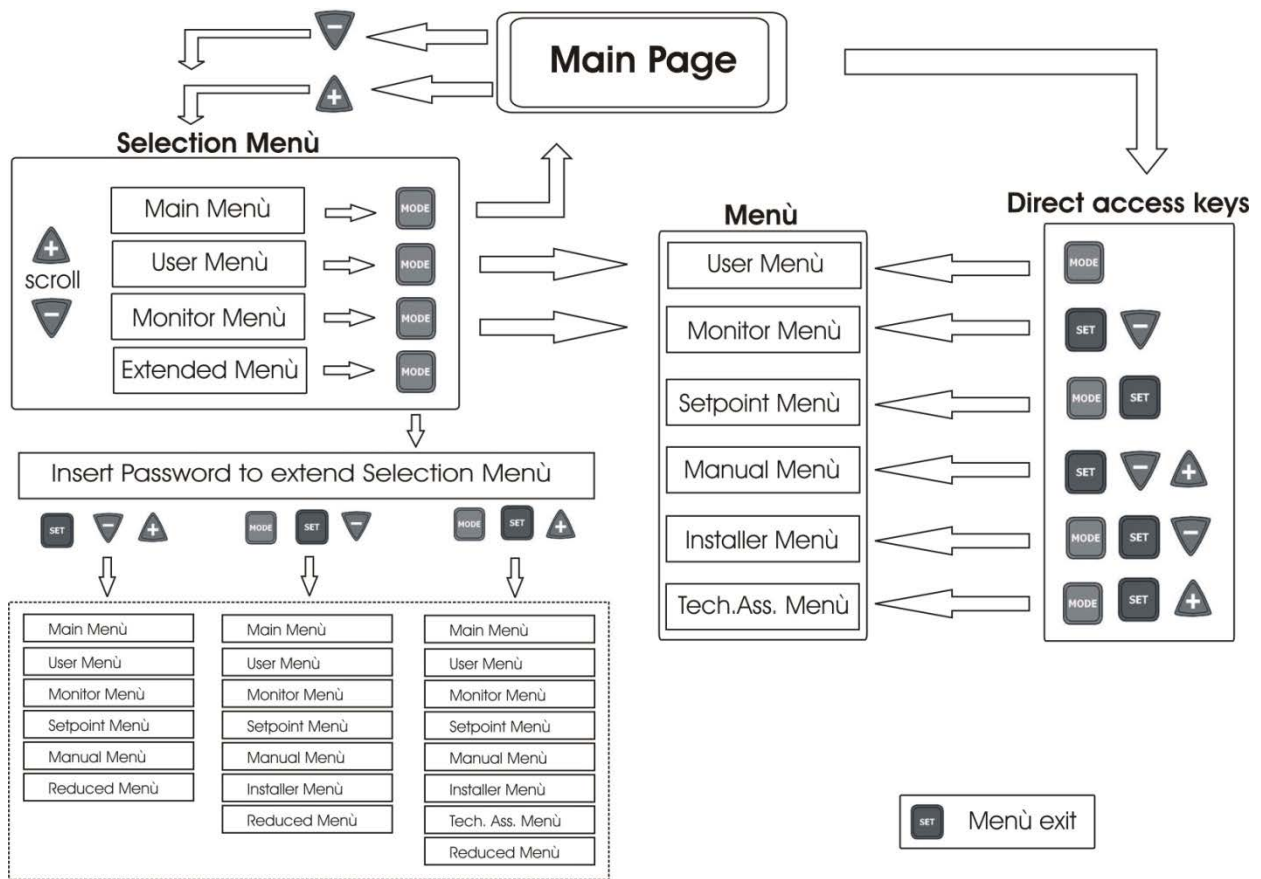 Main Page
−
+
Selection Menù
Main Menù
MODE
User Menù
MODE
Monitor Menù
MODE
Extended Menù
MODE
+
scroll
−
Insert Password to extend Selection Menù
SET − +
MODE SET −
MODE SET +
Main Menù
User Menù
Monitor Menù
Setpoint Menù
Manual Menù
Reduced Menù
Main Menù
User Menù
Monitor Menù
Setpoint Menù
Manual Menù
Installer Menù
Reduced Menù
Main Menù
User Menù
Monitor Menù
Setpoint Menù
Manual Menù
Installer Menù
Tech. Ass. Menù
Reduced Menù
Menù
User Menù
Monitor Menù
Setpoint Menù
Manual Menù
Installer Menù
Tech.Ass. Menù
Direct access keys
MODE
SET −
MODE SET
SET − +
MODE SET −
MODE SET +
SET Menù exit